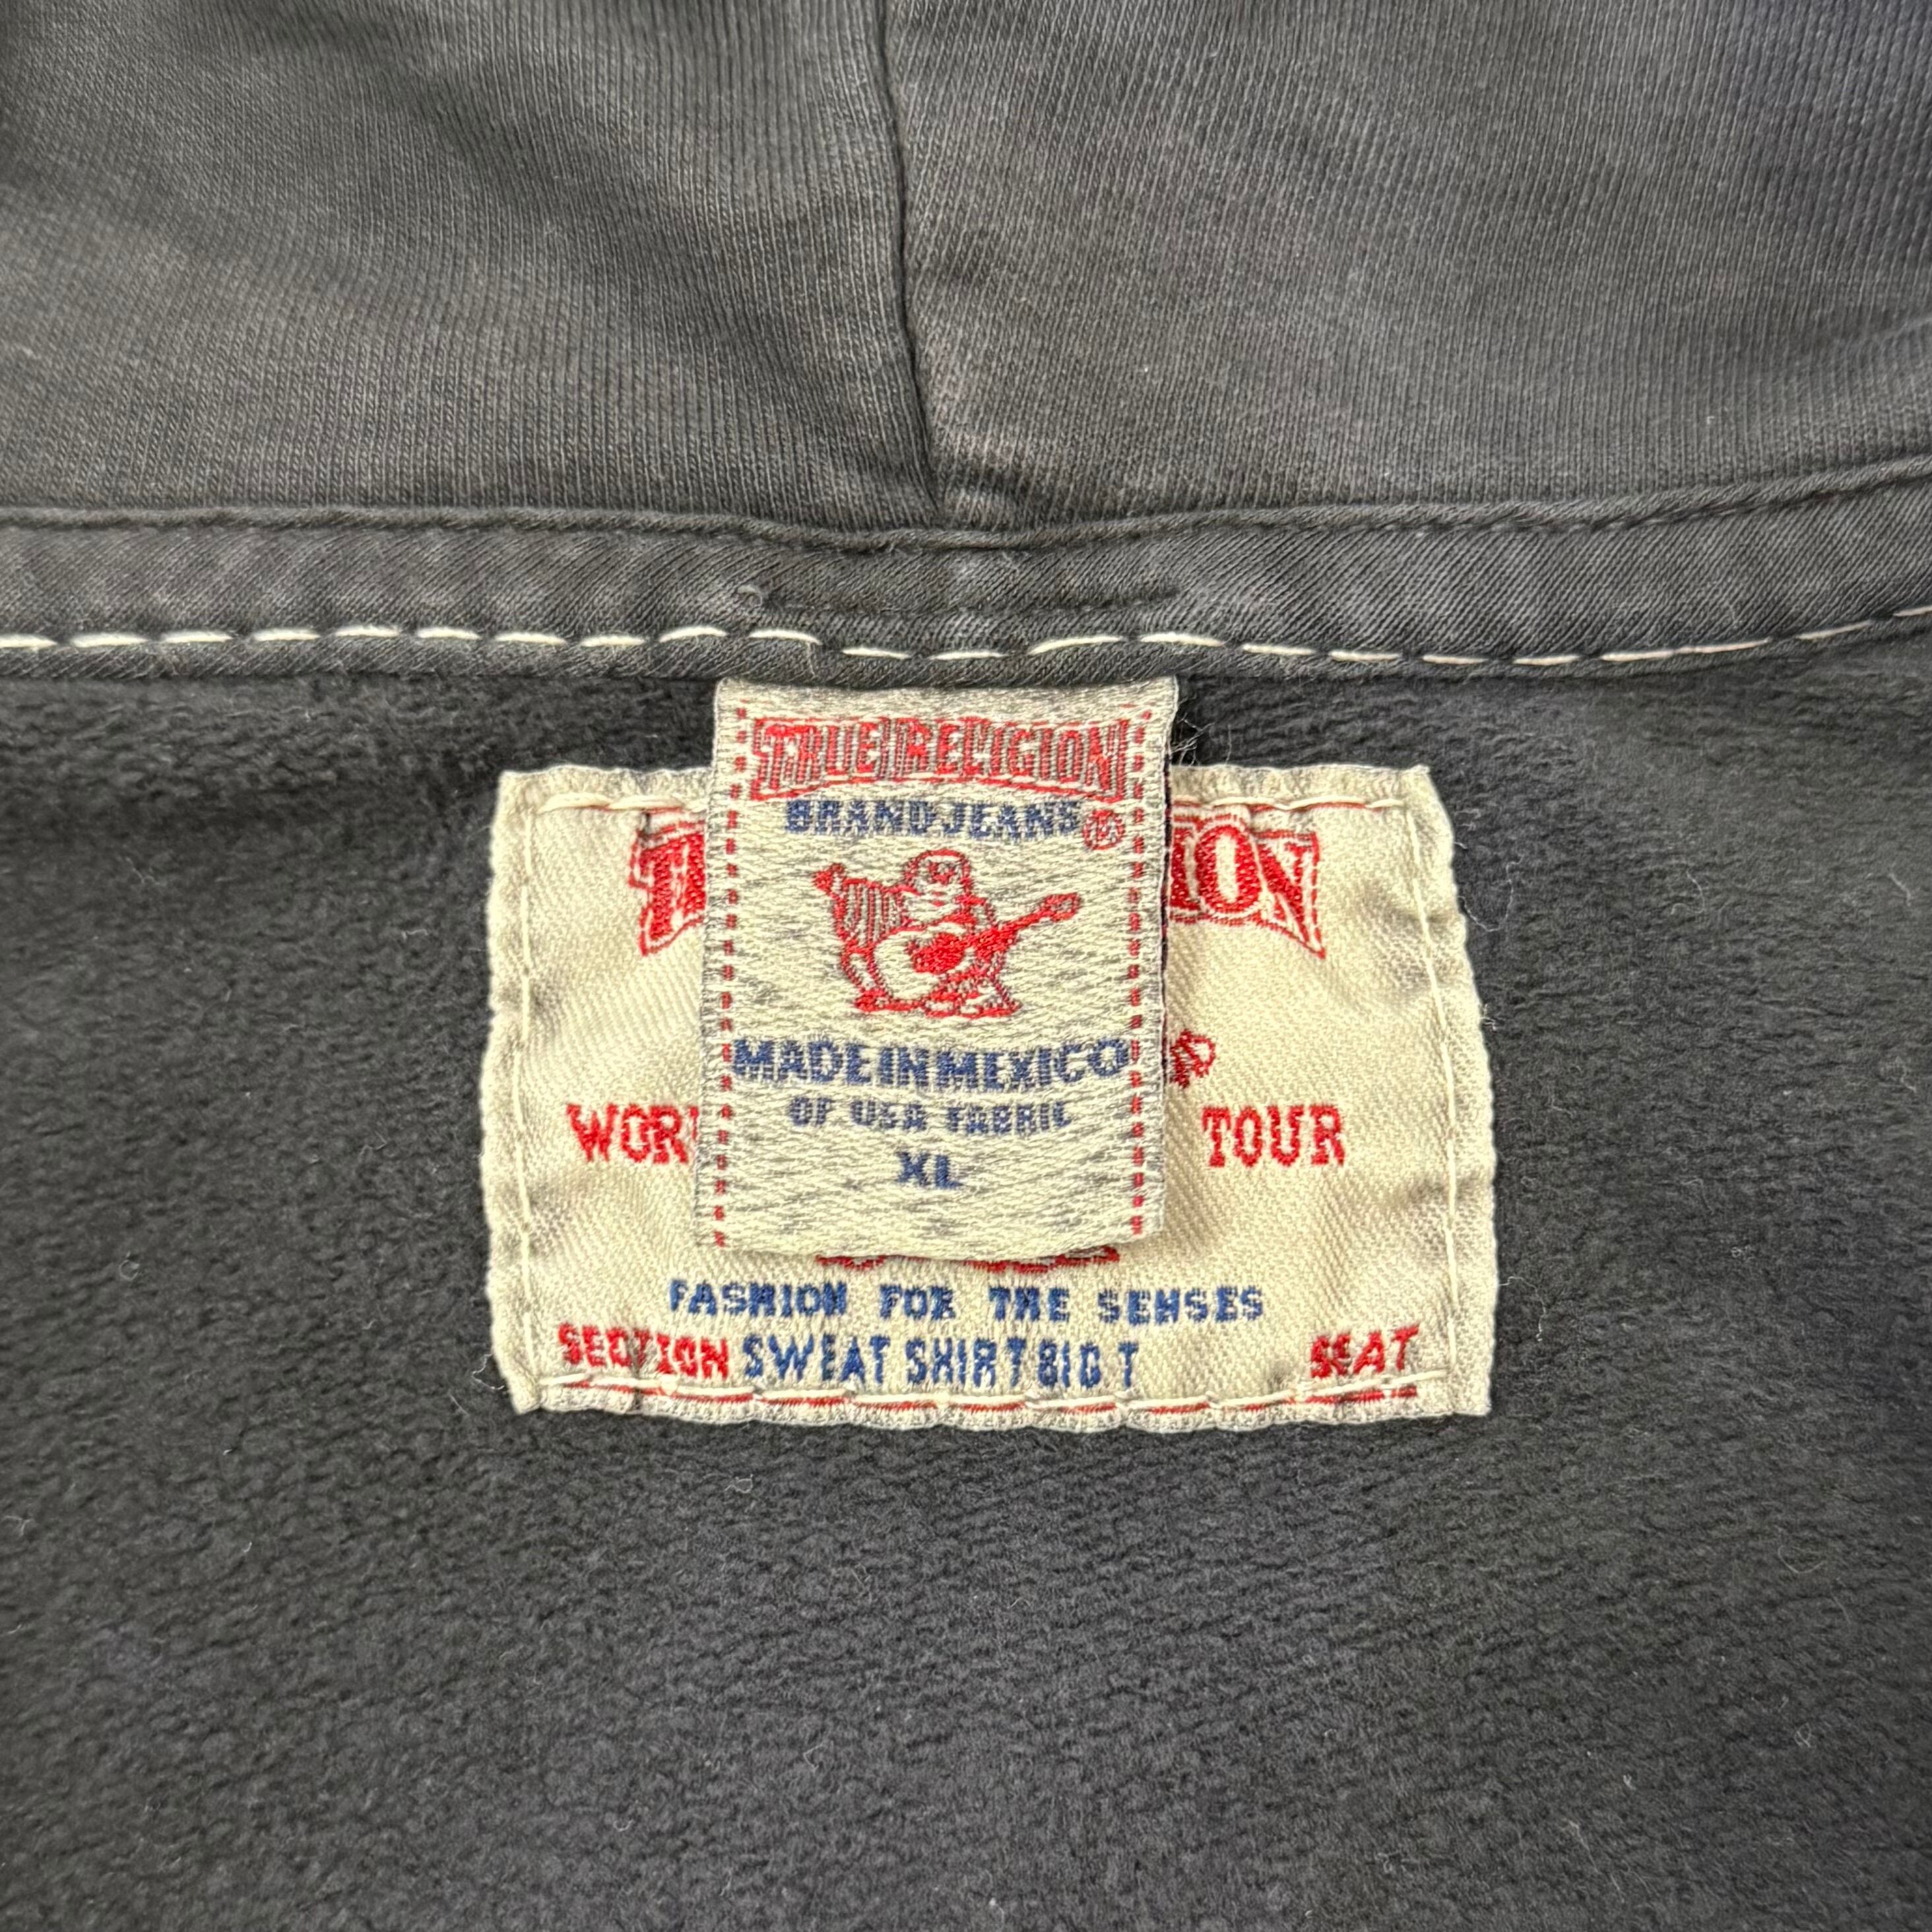 TRUE RELIGION
BRAND JEANS ®
MADE IN MEXICO
OF USA FABRIC
XL
TOUR
FASHION FOR THE SENSES
SECTION SWEAT SHIRT BIG T SEAT